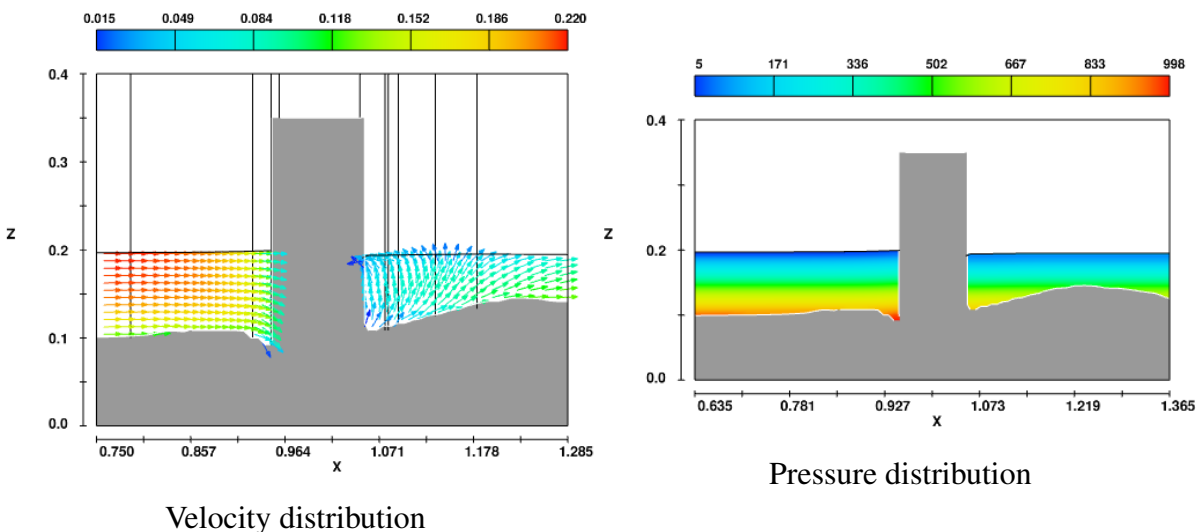 0.015 0.049 0.084 0.118 0.152 0.186 0.220
0.4
0.3
Z
0.2
0.1
0.0
0.750 0.857 0.964 1.071 1.178 1.285
X
Velocity distribution
5 171 336 502 667 833 998
0.4
Z
0.2
0.0
0.635 0.781 0.927 1.073 1.219 1.365
X
Pressure distribution